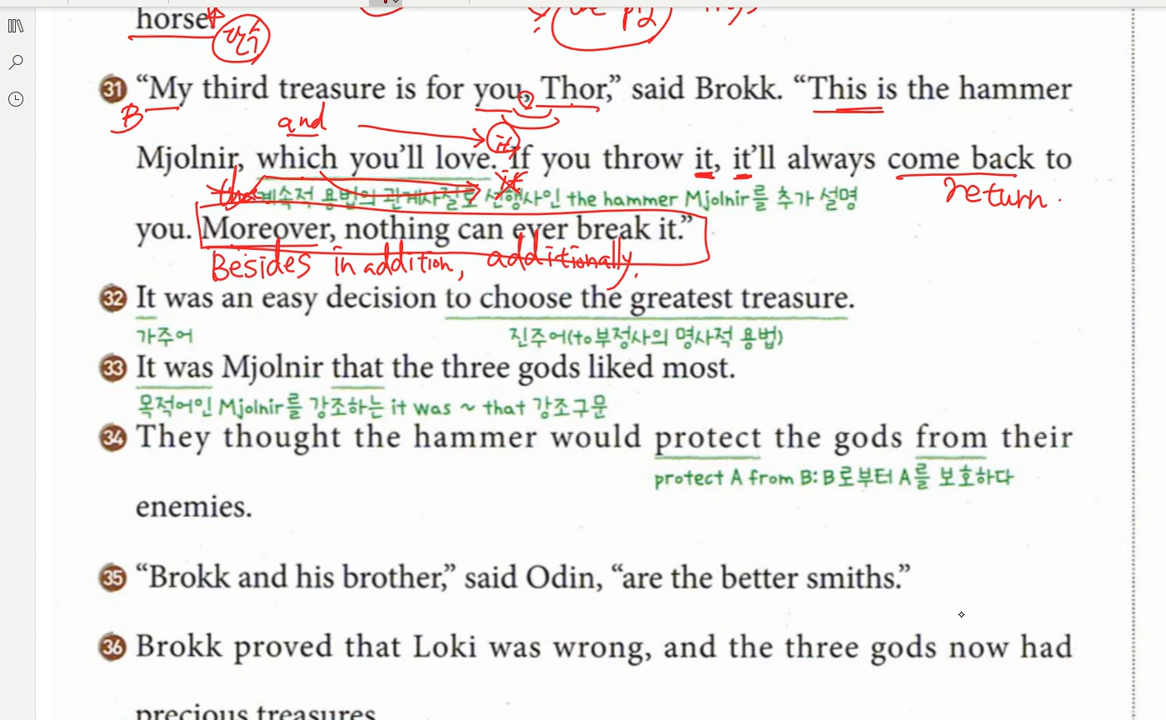 horse
단수
31 “My third treasure is for you, Thor,” said Brokk. “This is the hammer
B
and
it
Mjolnir, which you’ll love. If you throw it, it’ll always come back to
계속적 용법의 관계사절로 선행사인 the hammer Mjolnir를 추가 설명
return.
you. Moreover, nothing can ever break it.”
Besides in addition, additionally.
32 It was an easy decision to choose the greatest treasure.
가주어 진주어(to부정사의 명사적 용법)
33 It was Mjolnir that the three gods liked most.
목적어인 Mjolnir를 강조하는 it was ~ that 강조구문
34 They thought the hammer would protect the gods from their
protect A from B: B로부터 A를 보호하다
enemies.
35 “Brokk and his brother,” said Odin, “are the better smiths.”
36 Brokk proved that Loki was wrong, and the three gods now had
precious treasures